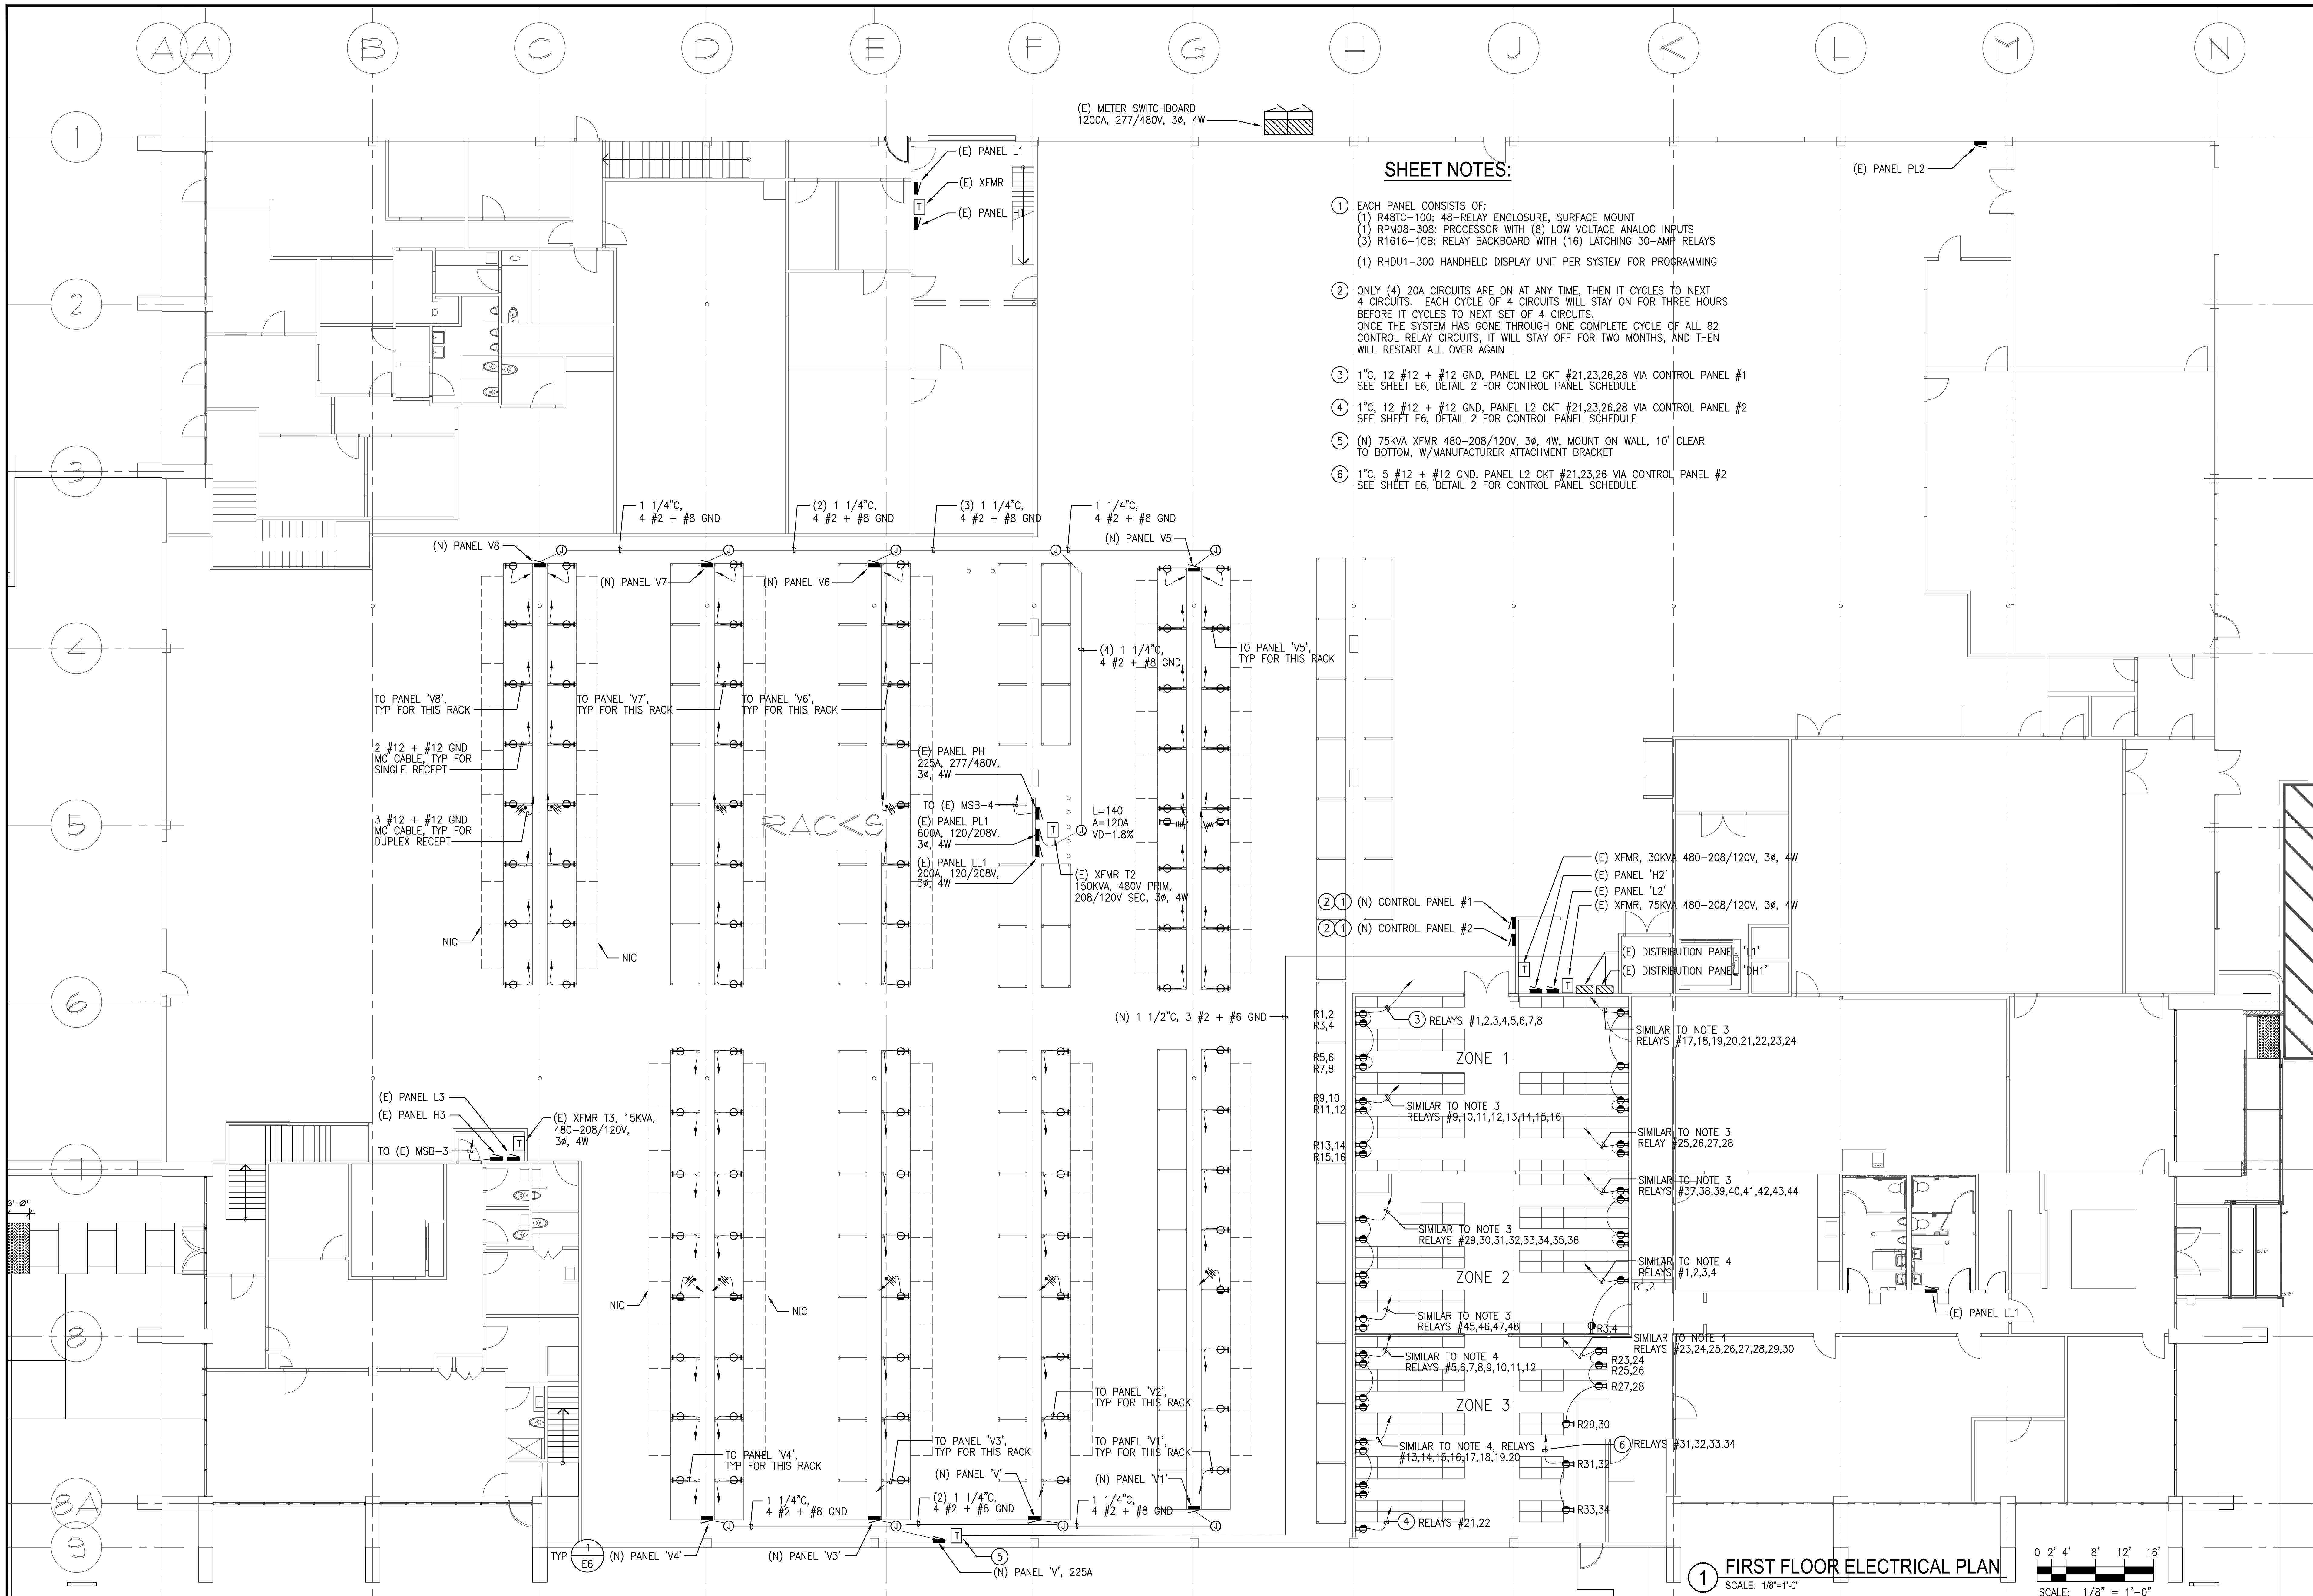 A
A1
B
C
D
E
F
G
H
J
K
L
M
N
1
2
3
4
5
6
7
8
8A
9
(E) METER SWITCHBOARD
1200A, 277/480V, 3ø, 4W
(E) PANEL L1
(E) XFMR
T
(E) PANEL H1
(E) PANEL PL2
SHEET NOTES:
1 EACH PANEL CONSISTS OF:
(1) R48TC-100: 48-RELAY ENCLOSURE, SURFACE MOUNT
(1) RPM08-308: PROCESSOR WITH (8) LOW VOLTAGE ANALOG INPUTS
(3) R1616-1CB: RELAY BACKBOARD WITH (16) LATCHING 30-AMP RELAYS
(1) RHDU1-300 HANDHELD DISPLAY UNIT PER SYSTEM FOR PROGRAMMING
2 ONLY (4) 20A CIRCUITS ARE ON AT ANY TIME, THEN IT CYCLES TO NEXT
4 CIRCUITS. EACH CYCLE OF 4 CIRCUITS WILL STAY ON FOR THREE HOURS
BEFORE IT CYCLES TO NEXT SET OF 4 CIRCUITS.
ONCE THE SYSTEM HAS GONE THROUGH ONE COMPLETE CYCLE OF ALL 82
CONTROL RELAY CIRCUITS, IT WILL STAY OFF FOR TWO MONTHS, AND THEN
WILL RESTART ALL OVER AGAIN
3 1"C, 12 #12 + #12 GND, PANEL L2 CKT #21,23,26,28 VIA CONTROL PANEL #1
SEE SHEET E6, DETAIL 2 FOR CONTROL PANEL SCHEDULE
4 1"C, 12 #12 + #12 GND, PANEL L2 CKT #21,23,26,28 VIA CONTROL PANEL #2
SEE SHEET E6, DETAIL 2 FOR CONTROL PANEL SCHEDULE
5 (N) 75KVA XFMR 480-208/120V, 3ø, 4W, MOUNT ON WALL, 10' CLEAR
TO BOTTOM, W/MANUFACTURER ATTACHMENT BRACKET
6 1"C, 5 #12 + #12 GND, PANEL L2 CKT #21,23,26 VIA CONTROL PANEL #2
SEE SHEET E6, DETAIL 2 FOR CONTROL PANEL SCHEDULE
1 1/4"C,
4 #2 + #8 GND
(2) 1 1/4"C,
4 #2 + #8 GND
(3) 1 1/4"C,
4 #2 + #8 GND
1 1/4"C,
4 #2 + #8 GND
(N) PANEL V8
J
J
J
J
J
(N) PANEL V5
(N) PANEL V7
(N) PANEL V6
(4) 1 1/4"C,
4 #2 + #8 GND
TO PANEL 'V5',
TYP FOR THIS RACK
TO PANEL 'V8',
TYP FOR THIS RACK
TO PANEL 'V7',
TYP FOR THIS RACK
TO PANEL 'V6',
TYP FOR THIS RACK
2 #12 + #12 GND
MC CABLE, TYP FOR
SINGLE RECEPT
3 #12 + #12 GND
MC CABLE, TYP FOR
DUPLEX RECEPT
RACKS
(E) PANEL PH
225A, 277/480V,
3ø, 4W
TO (E) MSB-4
(E) PANEL PL1
600A, 120/208V,
3ø, 4W
(E) PANEL LL1
200A, 120/208V,
3ø, 4W
T
J
L=140
A=120A
VD=1.8%
(E) XFMR T2
150KVA, 480V PRIM,
208/120V SEC, 3ø, 4W
NIC
NIC
(E) XFMR, 30KVA 480-208/120V, 3ø, 4W
(E) PANEL 'H2'
(E) PANEL 'L2'
(E) XFMR, 75KVA 480-208/120V, 3ø, 4W
2 1 (N) CONTROL PANEL #1
2 1 (N) CONTROL PANEL #2
T
T
(E) DISTRIBUTION PANEL 'L1'
(E) DISTRIBUTION PANEL 'DH1'
(N) 1 1/2"C, 3 #2 + #6 GND
R1,2
R3,4
3 RELAYS #1,2,3,4,5,6,7,8
SIMILAR TO NOTE 3
RELAYS #17,18,19,20,21,22,23,24
R5,6
R7,8
ZONE 1
R9,10
R11,12
SIMILAR TO NOTE 3
RELAYS #9,10,11,12,13,14,15,16
R13,14
R15,16
SIMILAR TO NOTE 3
RELAY #25,26,27,28
SIMILAR TO NOTE 3
RELAYS #37,38,39,40,41,42,43,44
SIMILAR TO NOTE 3
RELAYS #29,30,31,32,33,34,35,36
ZONE 2
SIMILAR TO NOTE 4
RELAYS #1,2,3,4
R1,2
SIMILAR TO NOTE 3
RELAYS #45,46,47,48
R3,4
SIMILAR TO NOTE 4
RELAYS #23,24,25,26,27,28,29,30
SIMILAR TO NOTE 4
RELAYS #5,6,7,8,9,10,11,12
R23,24
R25,26
R27,28
ZONE 3
R29,30
SIMILAR TO NOTE 4, RELAYS
#13,14,15,16,17,18,19,20
6 RELAYS #31,32,33,34
R31,32
R33,34
4 RELAYS #21,22
(E) PANEL LL1
(E) PANEL L3
(E) PANEL H3
(E) XFMR T3, 15KVA,
480-208/120V,
3ø, 4W
T
TO (E) MSB-3
3'-0"
NIC
NIC
TO PANEL 'V4',
TYP FOR THIS RACK
TO PANEL 'V3',
TYP FOR THIS RACK
TO PANEL 'V2',
TYP FOR THIS RACK
TO PANEL 'V1',
TYP FOR THIS RACK
(N) PANEL 'V'
(N) PANEL 'V1'
1 1/4"C,
4 #2 + #8 GND
(2) 1 1/4"C,
4 #2 + #8 GND
1 1/4"C,
4 #2 + #8 GND
J
J
J
J
TYP 1
E6
(N) PANEL 'V4'
(N) PANEL 'V3'
T
5
(N) PANEL 'V', 225A
1 FIRST FLOOR ELECTRICAL PLAN
SCALE: 1/8"=1'-0"
0 2' 4' 8' 12' 16'
SCALE: 1/8" = 1'-0"